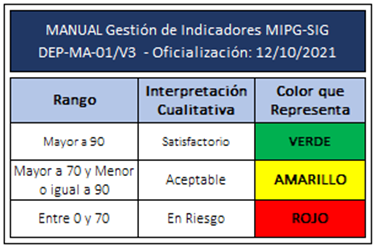 MANUAL Gestión de Indicadores MIPG-SIG
DEP-MA-01/V3 - Oficialización: 12/10/2021
Rango
Interpretación
Cualitativa
Color que
Representa
Mayor a 90
Satisfactorio
VERDE
Mayor a 70 y Menor
o igual a 90
Aceptable
AMARILLO
Entre 0 y 70
En Riesgo
ROJO